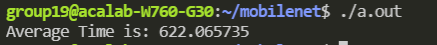 group19@acalab-W760-G30:~/mobilenet$ ./a.out
Average Time is: 622.065735